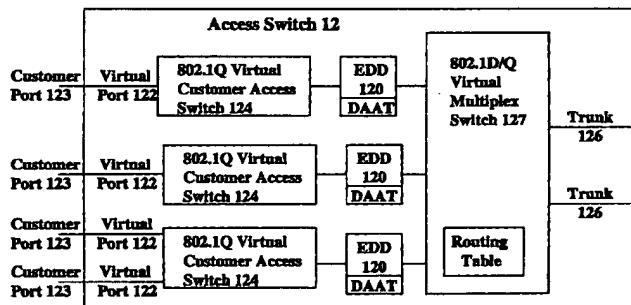 Access Switch 12
Customer
Port 123
Virtual
Port 122
802.1Q Virtual
Customer Access
Switch 124
EDD
120
DAAT
802.1D/Q
Virtual
Multiplex
Switch 127
Trunk
126
Customer
Port 123
Virtual
Port 122
802.1Q Virtual
Customer Access
Switch 124
EDD
120
DAAT
Trunk
126
Customer
Port 123
Virtual
Port 122
802.1Q Virtual
Customer Access
Switch 124
EDD
120
DAAT
Routing
Table
Customer
Port 123
Virtual
Port 122